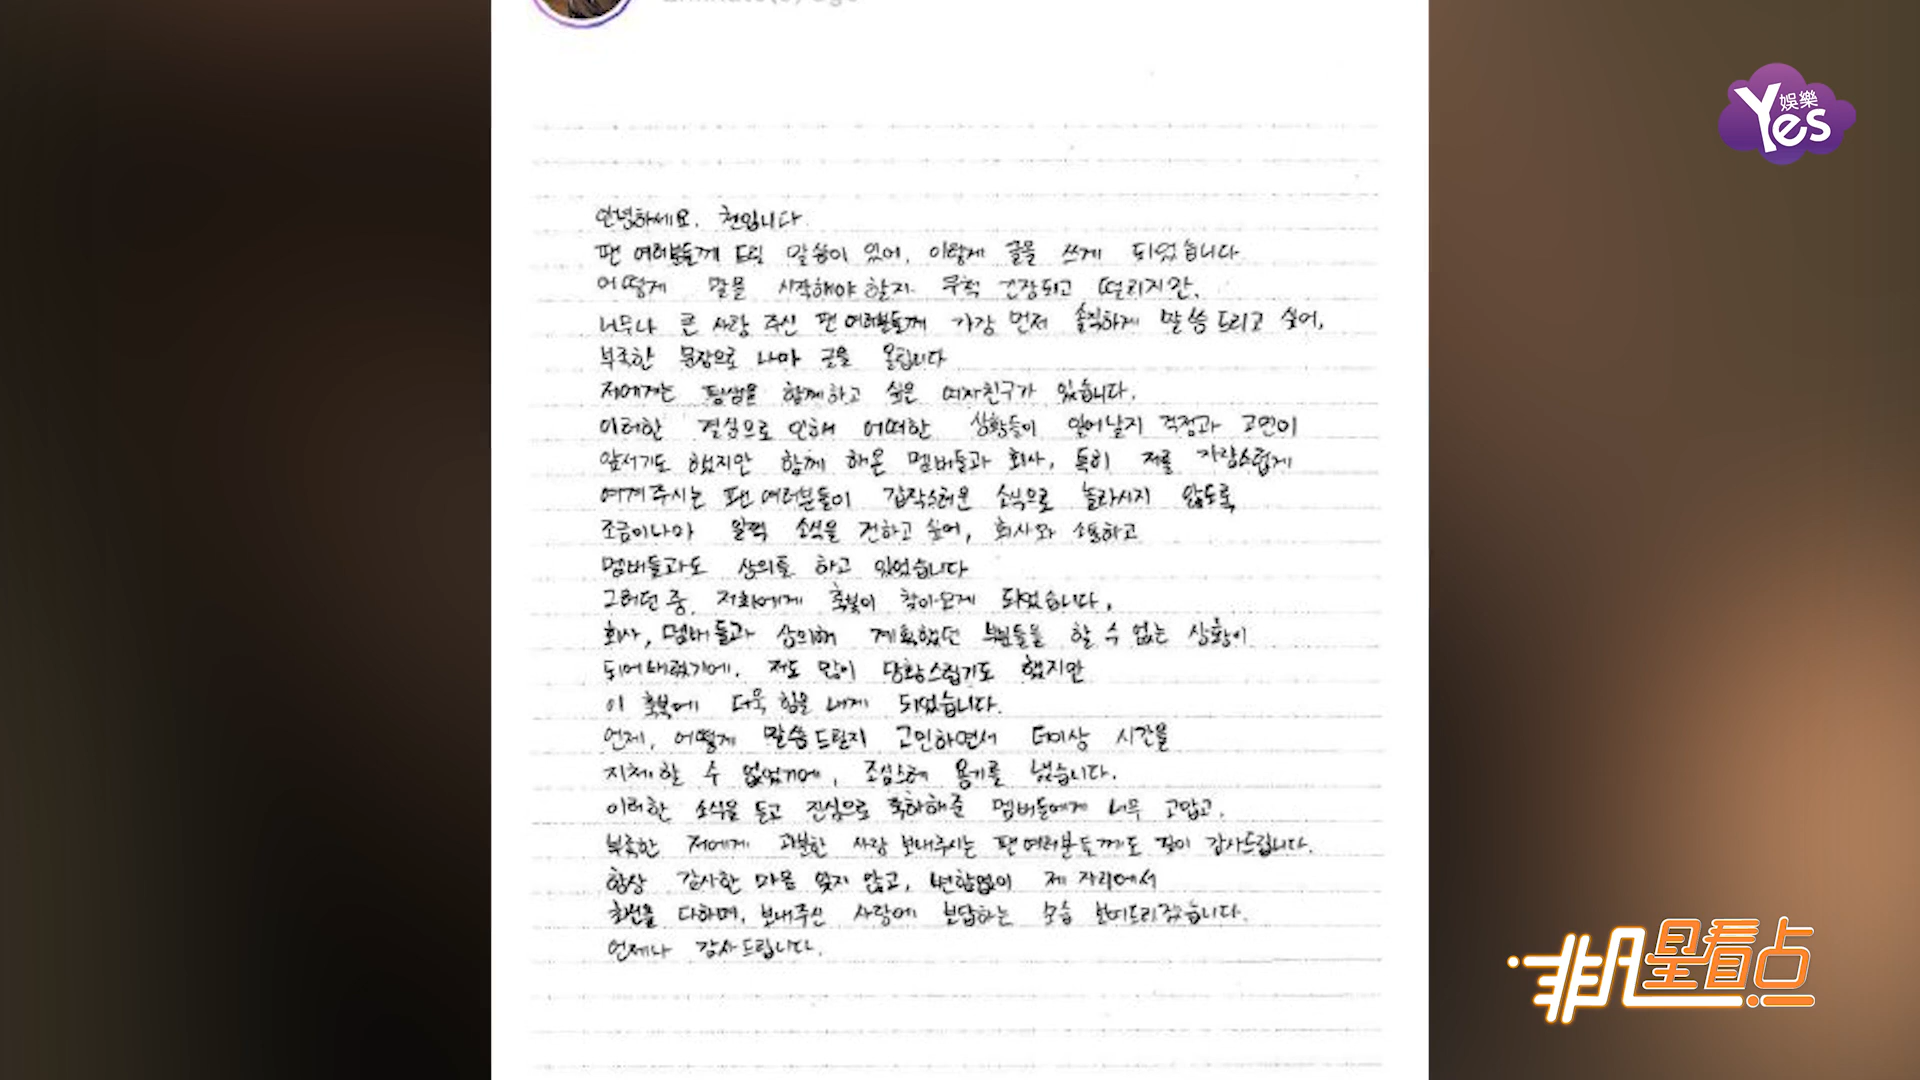 娛樂
Yes
안녕하세요. 첸입니다.
팬 여러분들께 드릴 말씀이 있어, 이렇게 글을 쓰게 되었습니다.
어떻게 말을 시작해야 할지 무척 긴장되고 떨리지만,
너무나 큰 사랑 주신 팬 여러분들께 가장 먼저 솔직하게 말씀드리고 싶어,
부족한 문장으로 나마 글을 올립니다
저에게는 평생을 함께하고 싶은 여자친구가 있습니다.
이러한 결심으로 인해 어떠한 상황들이 일어날지 걱정과 고민이
앞서기도 했지만 함께 해온 멤버들과 회사, 특히 저를 자랑스럽게
여겨주시는 팬 여러분들이 갑작스러운 소식으로 놀라시지 않도록
조금이나마 일찍 소식을 전하고 싶어, 회사와 소통하고
멤버들과도 상의를 하고 있었습니다
그러던 중, 저희에게 축복이 찾아오게 되었습니다.
회사, 멤버들과 상의해 계획했던 부분들을 할 수 없는 상황이
되어버렸기에, 저도 많이 당황스럽기도 했지만
이 축복에 더욱 힘을 내게 되었습니다.
언제, 어떻게 말씀드릴지 고민하면서 더이상 시간을
지체할 수 없었기에, 조심스레 용기를 냈습니다.
이러한 소식을 듣고 진심으로 축하해준 멤버들에게 너무 고맙고,
부족한 저에게 과분한 사랑 보내주시는 팬 여러분들께도 깊이 감사드립니다.
항상 감사한 마음 잊지 않고, 변함없이 제 자리에서
최선을 다하며, 보내주신 사랑에 보답하는 모습 보여드리겠습니다.
언제나 감사드립니다.
非凡星看点